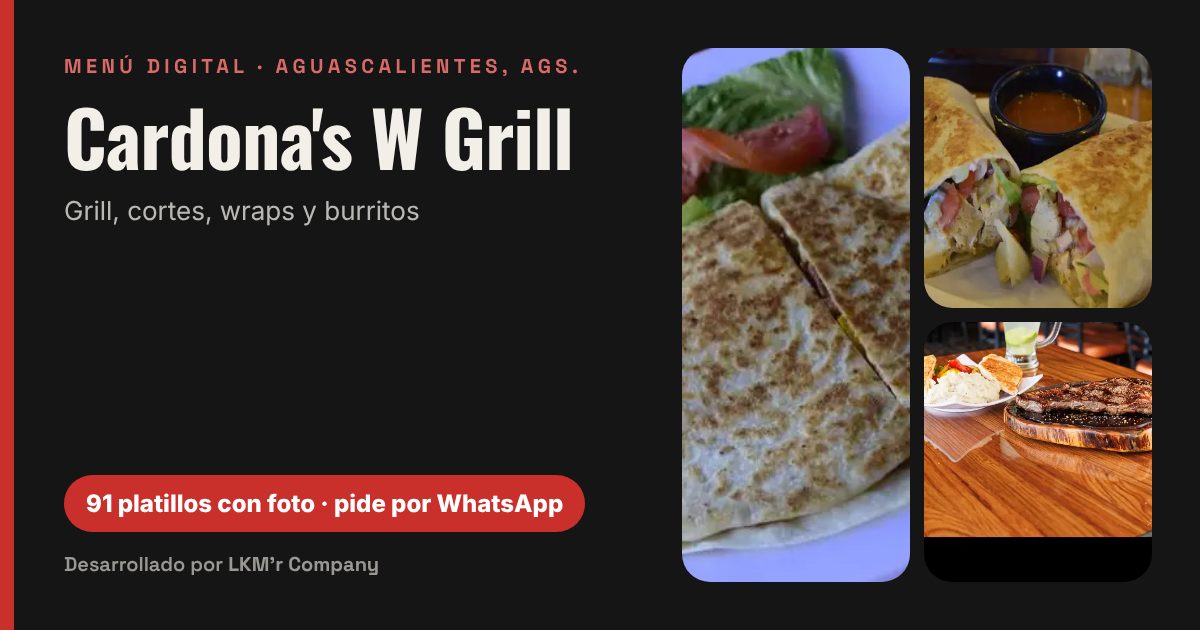 MENÚ DIGITAL · AGUASCALIENTES, AGS.
Cardona's W Grill
Grill, cortes, wraps y burritos
91 platillos con foto · pide por WhatsApp
Desarrollado por LKM'r Company